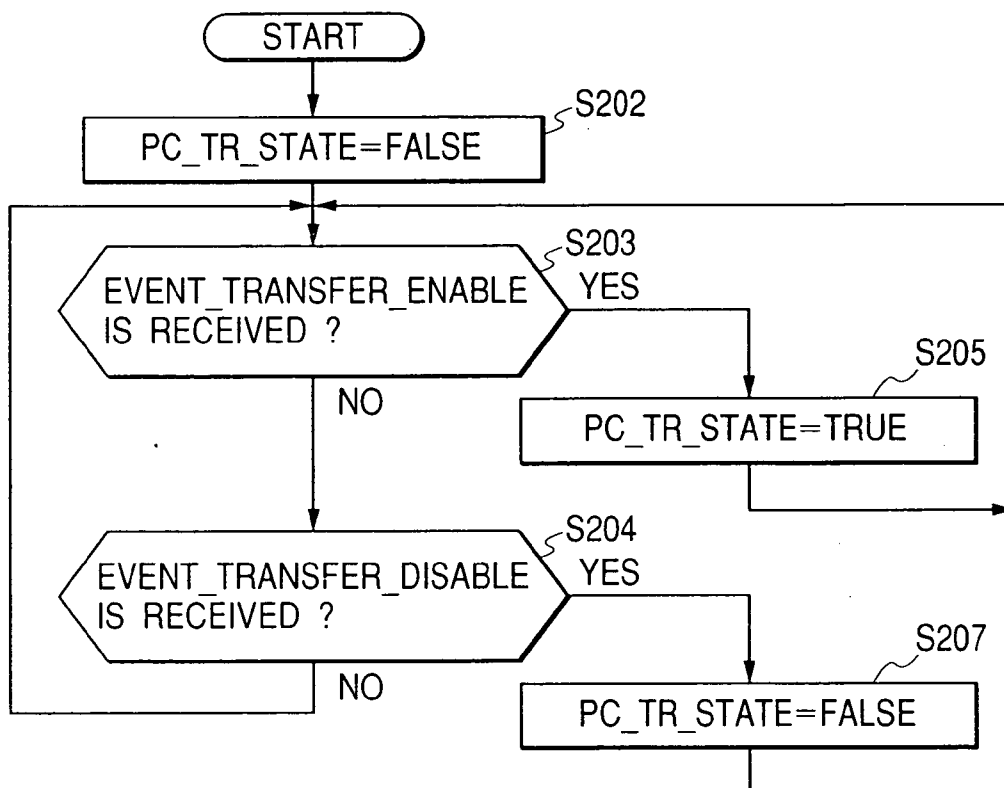 START
S202
PC_TR_STATE=FALSE
S203
EVENT_TRANSFER_ENABLE
IS RECEIVED ?
YES
NO
S205
PC_TR_STATE=TRUE
S204
EVENT_TRANSFER_DISABLE
IS RECEIVED ?
YES
NO
S207
PC_TR_STATE=FALSE